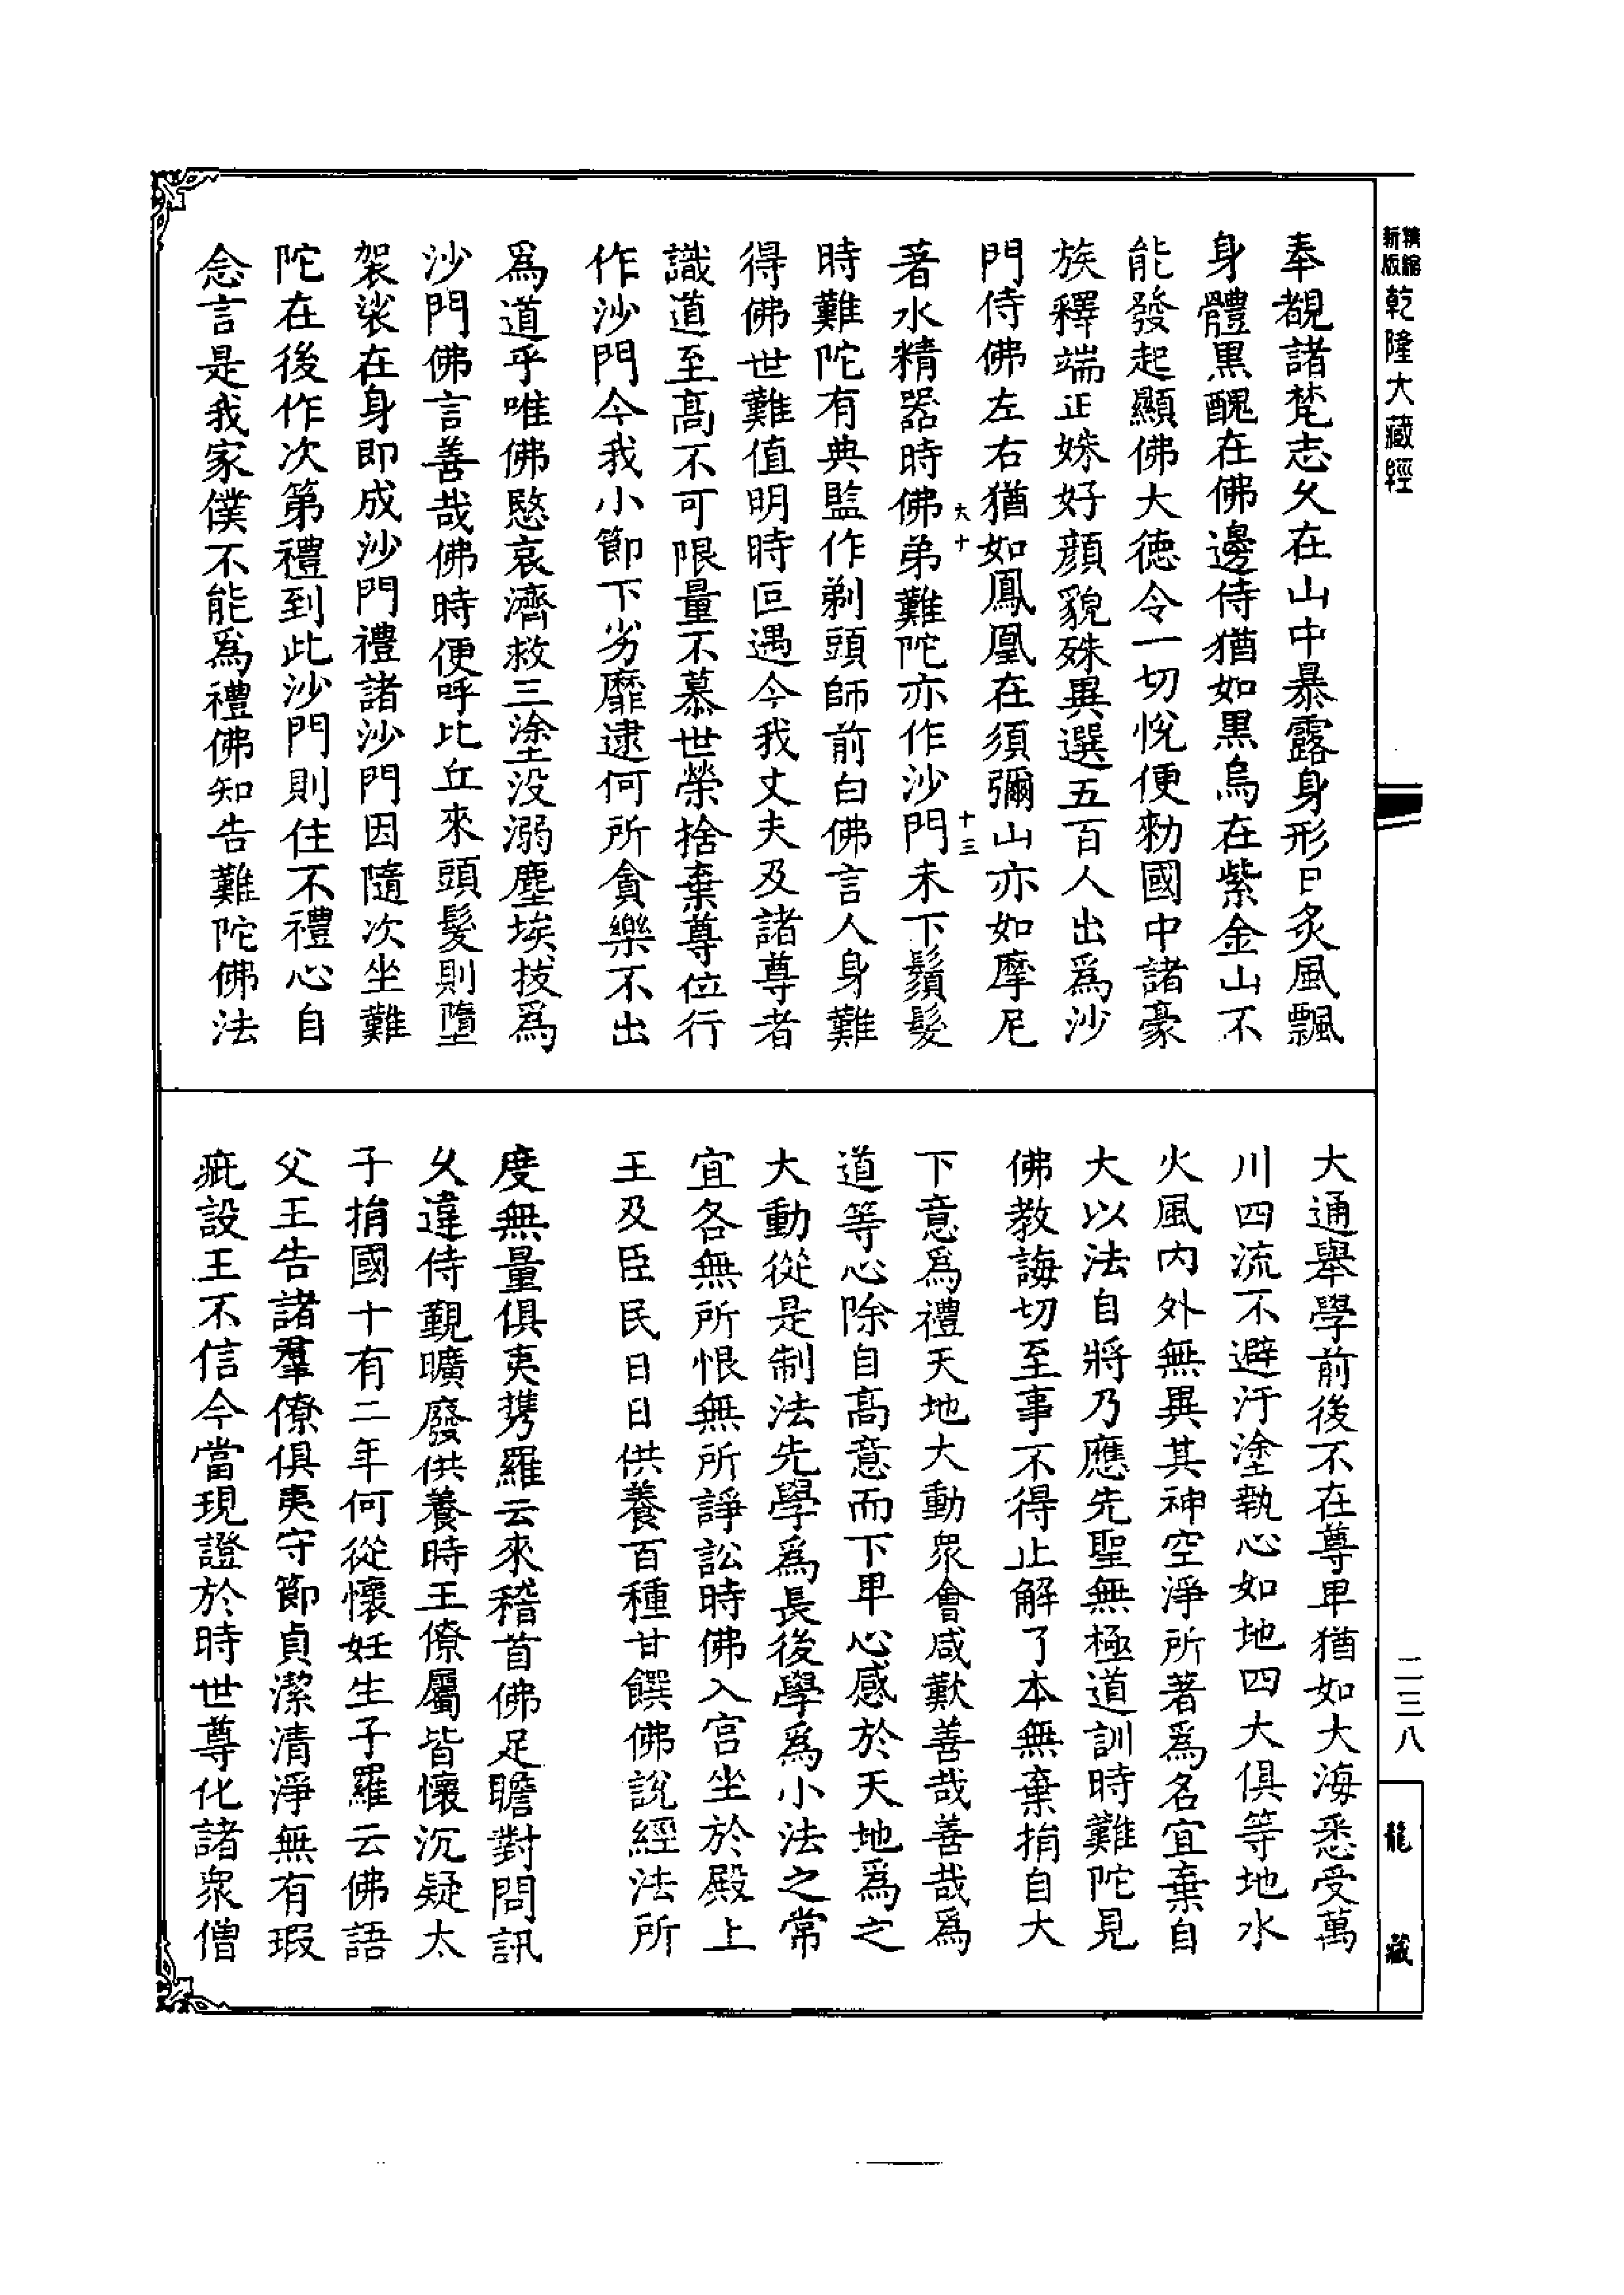 精縮
新版
乾隆大藏經
奉覩諸梵志久在山中暴露身形日炙風飄
身體黒醜在佛邊侍猶如黒烏在紫金山不
能發起顯佛大德令一切悅便勑國中諸豪
族釋端正姝好顔貌殊異選五百人出爲沙
門侍佛左右猶如鳳凰在須彌山亦如摩尼
大十
十三
著水精器時佛弟難陀亦作沙門未下鬚髮
時難陀有典監作剃頭師前白佛言人身難
得佛世難值明時叵遇今我丈夫及諸尊者
識道至高不可限量不慕世榮捨棄尊位行
作沙門今我小節下劣靡逮何所貪樂不出
爲道乎唯佛愍哀濟救三塗没溺塵埃拔爲
沙門佛言善哉佛時便呼比丘來頭髮則墮
袈裟在身即成沙門禮諸沙門因隨次坐難
陀在後作次第禮到此沙門則住不禮心自
念言是我家僕不能爲禮佛知告難陀佛法
大通舉學前後不在尊卑猶如大海悉受萬
川四流不避汙塗執心如地四大俱等地水
火風内外無異其神空淨所著爲名宜棄自
大以法自將乃應先聖無極道訓時難陀見
佛教誨切至事不得止解了本無棄捐自大
下意爲禮天地大動衆會咸歎善哉善哉爲
道等心除自高意而下卑心感於天地爲之
大動從是制法先學爲長後學爲小法之常
宜各無所恨無所諍訟時佛入宮坐於殿上
王及臣民日日供養百種甘饌佛說經法所
度無量俱夷携羅云來稽首佛足瞻對問訊
久違侍覲曠廢供養時王僚屬皆懷沉疑太
子捐國十有二年何從懷妊生子羅云佛語
父王告諸羣僚俱夷守節貞潔清淨無有瑕
疵設王不信今當現證於時世尊化諸衆僧
二三八
龍藏